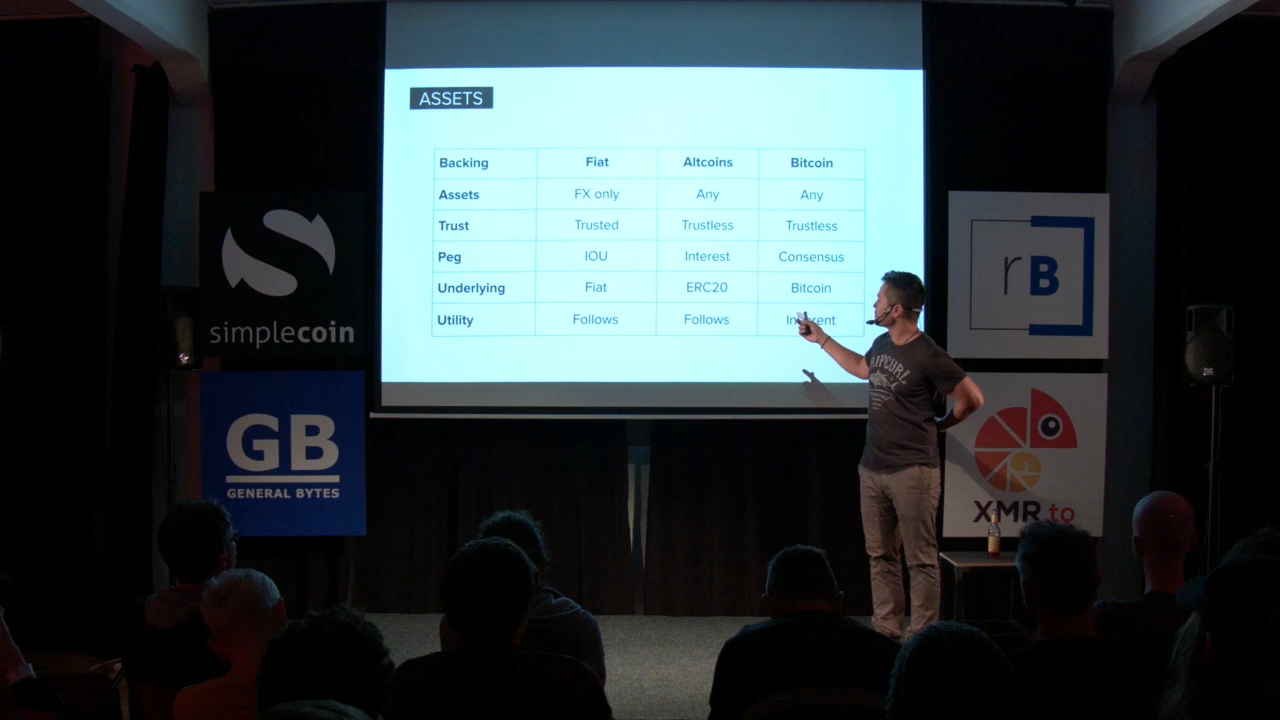 ASSETS
Backing Fiat Altcoins Bitcoin
Assets FX only Any Any
Trust Trusted Trustless Trustless
Peg IOU Interest Consensus
Underlying Fiat ERC20 Bitcoin
Utility Follows Follows
simplecoin
GB
GENERAL BYTES
rB
RIPCURL
XMR.to